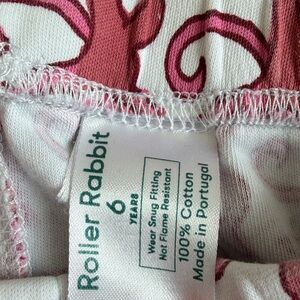 Roller Rabbit
6
YEARS
Wear Snug Fitting
Not Flame Resistant
100% Cotton
Made in Portugal